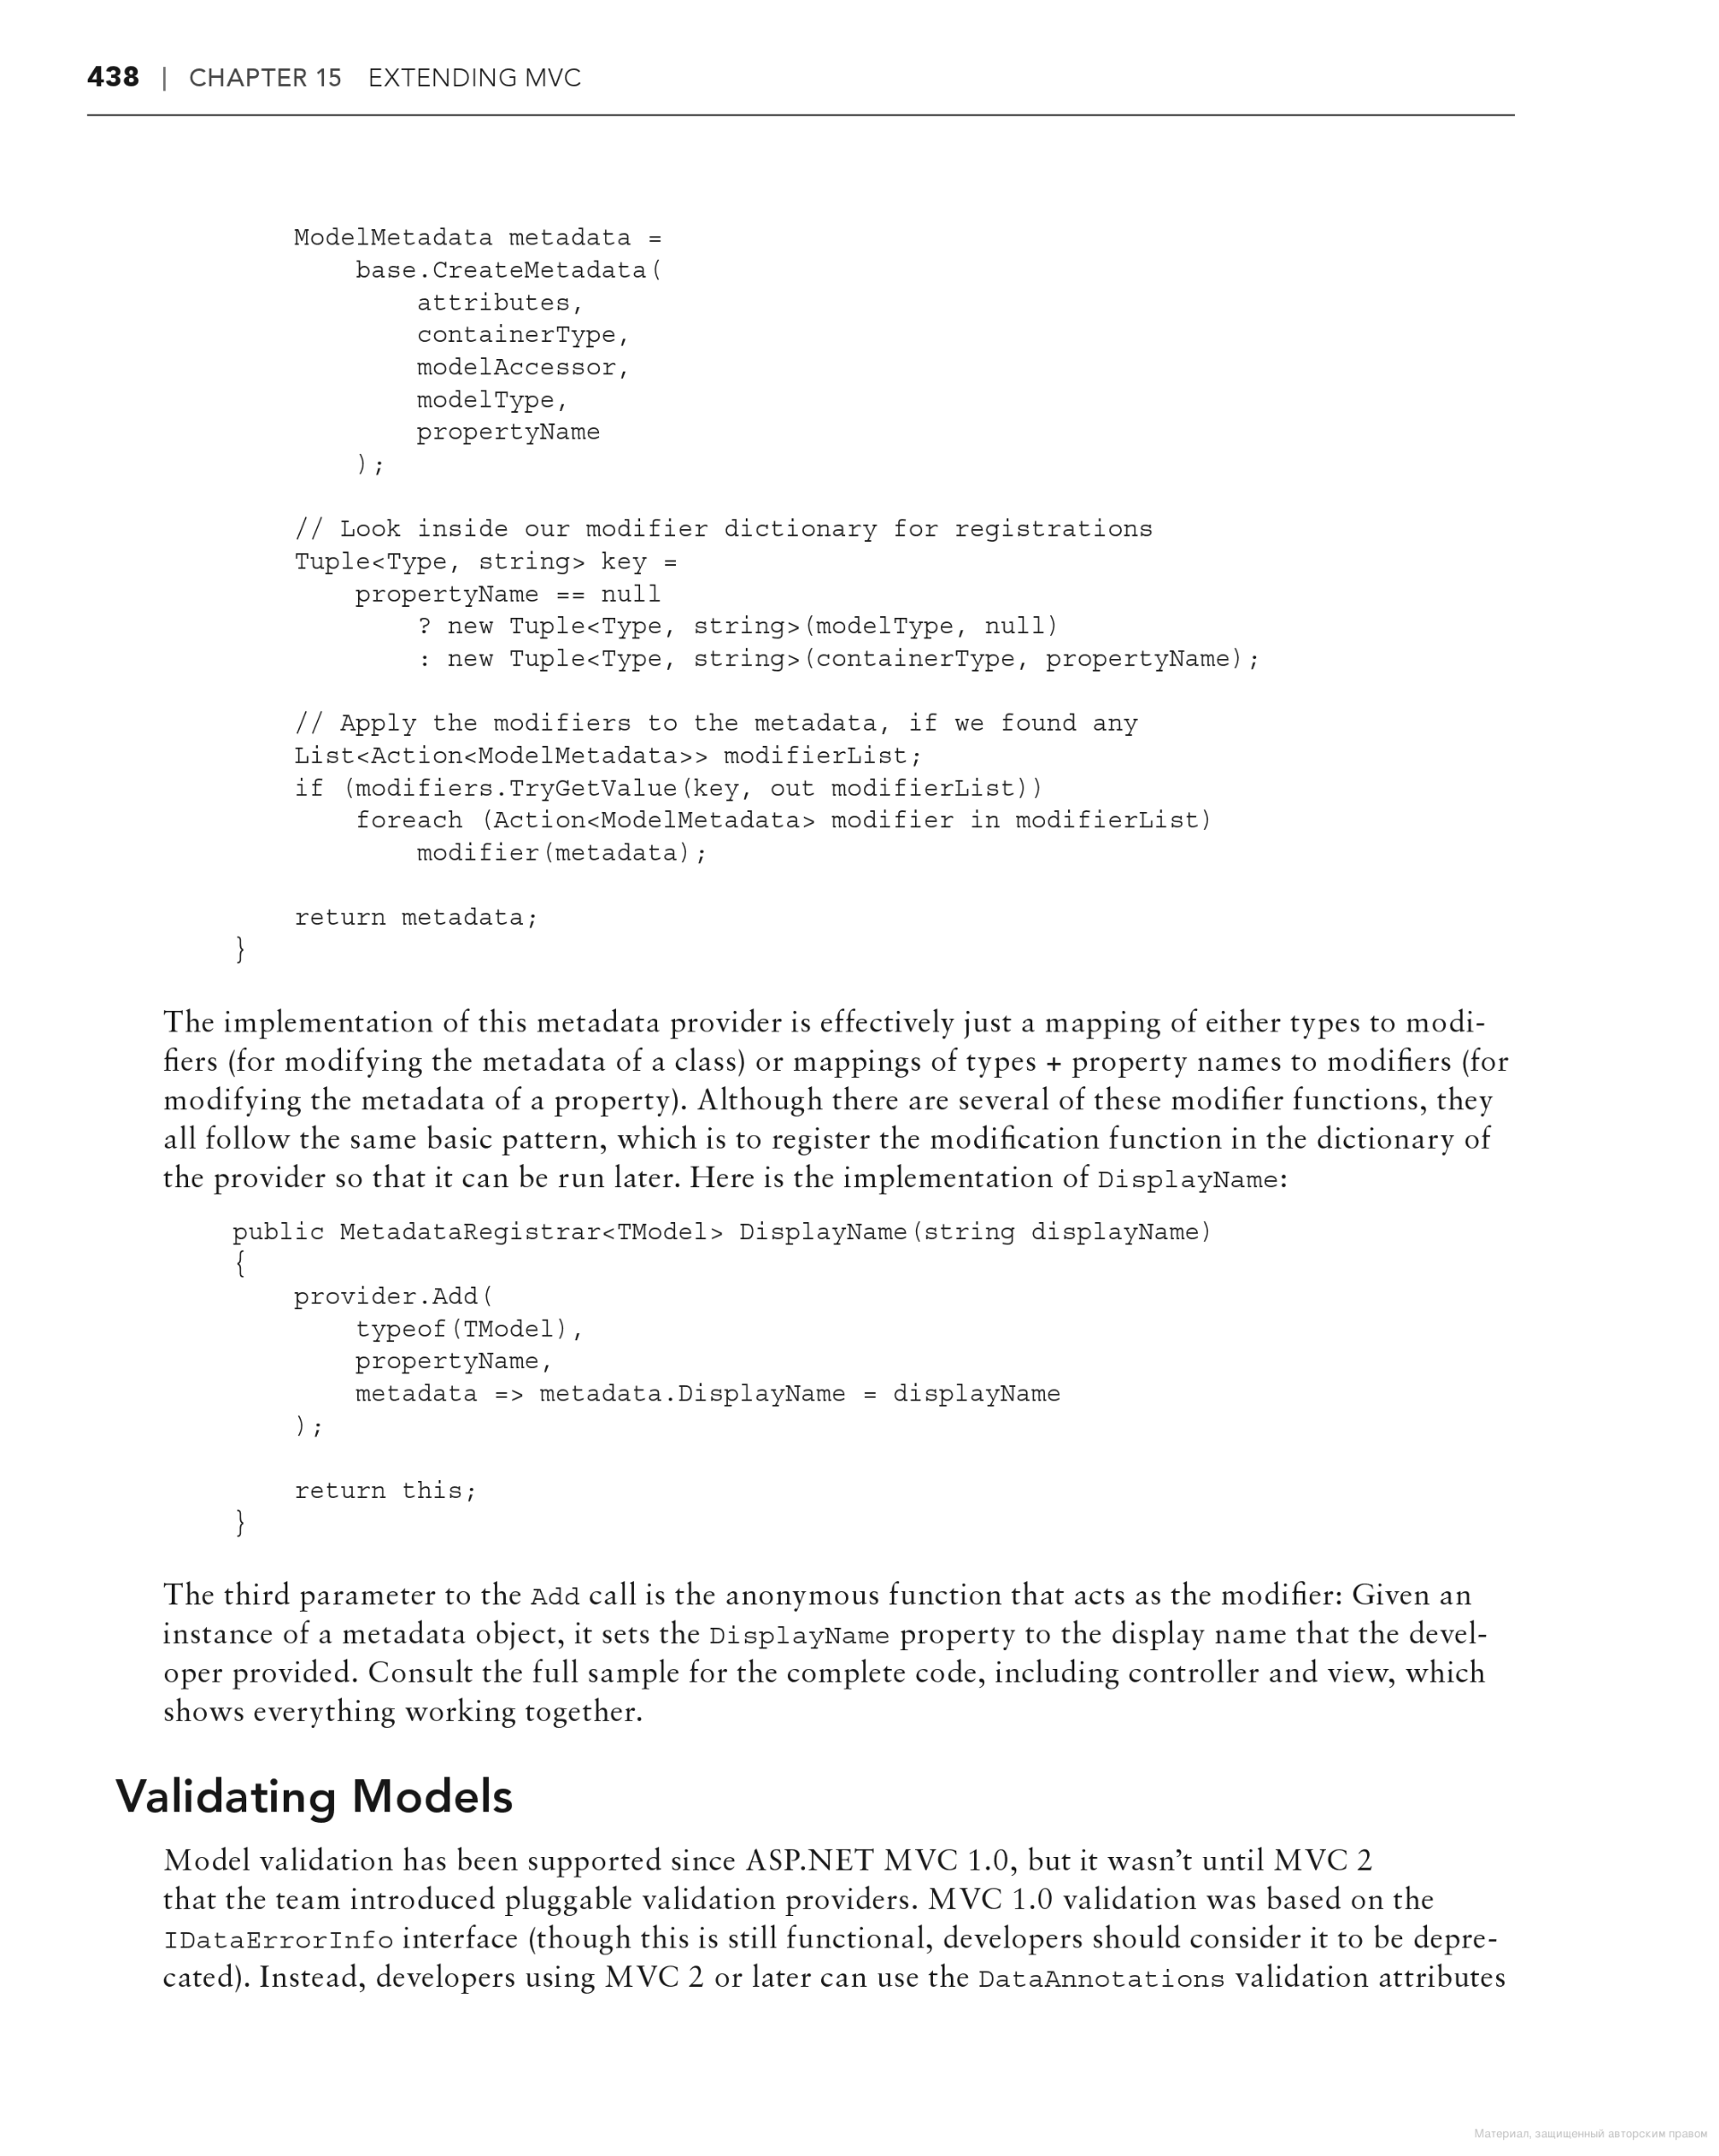 438 | CHAPTER 15 EXTENDING MVC
ModelMetadata metadata =
base.CreateMetadata(
attributes,
containerType,
modelAccessor,
modelType,
propertyName
);
// Look inside our modifier dictionary for registrations
Tuple<Type, string> key =
propertyName == null
? new Tuple<Type, string>(modelType, null)
: new Tuple<Type, string>(containerType, propertyName);
// Apply the modifiers to the metadata, if we found any
List<Action<ModelMetadata>> modifierList;
if (modifiers.TryGetValue(key, out modifierList))
foreach (Action<ModelMetadata> modifier in modifierList)
modifier(metadata);
return metadata;
}
The implementation of this metadata provider is effectively just a mapping of either types to modi-
fiers (for modifying the metadata of a class) or mappings of types + property names to modifiers (for
modifying the metadata of a property). Although there are several of these modifier functions, they
all follow the same basic pattern, which is to register the modification function in the dictionary of
the provider so that it can be run later. Here is the implementation of DisplayName:
public MetadataRegistrar<TModel> DisplayName(string displayName)
{
provider.Add(
typeof(TModel),
propertyName,
metadata => metadata.DisplayName = displayName
);
return this;
}
The third parameter to the Add call is the anonymous function that acts as the modifier: Given an
instance of a metadata object, it sets the DisplayName property to the display name that the devel-
oper provided. Consult the full sample for the complete code, including controller and view, which
shows everything working together.
Validating Models
Model validation has been supported since ASP.NET MVC 1.0, but it wasn't until MVC 2
that the team introduced pluggable validation providers. MVC 1.0 validation was based on the
IDataErrorInfo interface (though this is still functional, developers should consider it to be depre-
cated). Instead, developers using MVC 2 or later can use the DataAnnotations validation attributes
Материал, защищенный авторским правом